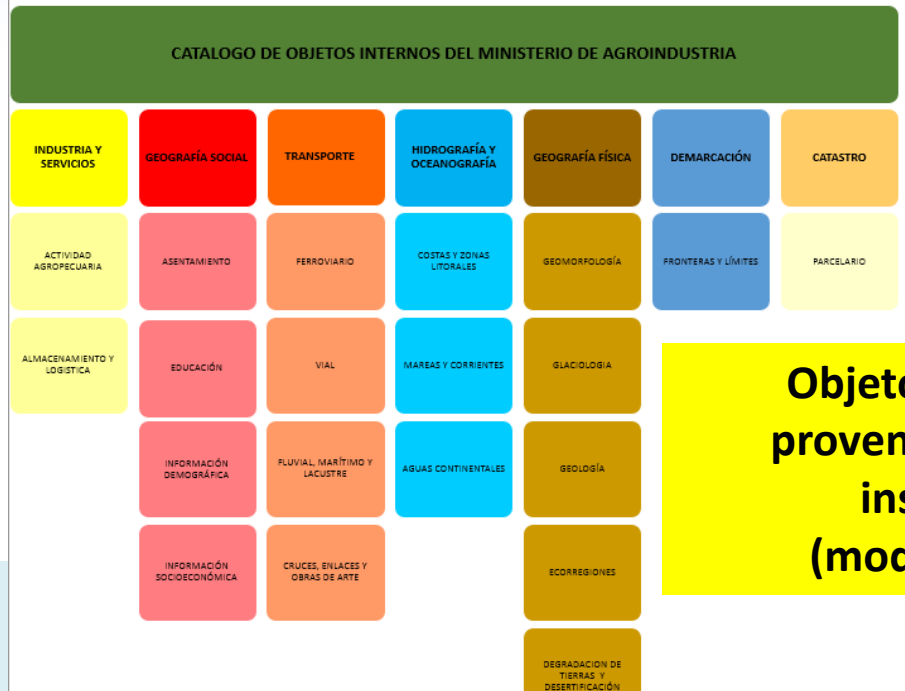 CATALOGO DE OBJETOS INTERNOS DEL MINISTERIO DE AGROINDUSTRIA
INDUSTRIA Y
SERVICIOS
GEOGRAFÍA SOCIAL
TRANSPORTE
HIDROGRAFÍA Y
OCEANOGRAFÍA
GEOGRAFÍA FÍSICA
DEMARCACIÓN
CATASTRO
ACTIVIDAD
AGROPECUARIA
ASENTAMIENTO
FERROVIARIO
COSTAS Y ZONAS
LITORALES
GEOMORFOLOGÍA
FRONTERAS Y LÍMITES
PARCELARIO
ALMACENAMIENTO Y
LOGISTICA
EDUCACIÓN
VIAL
MAREAS Y CORRIENTES
GLACIOLOGIA
INFORMACIÓN
DEMOGRÁFICA
FLUVIAL, MARÍTIMO Y
LACUSTRE
AGUAS CONTINENTALES
GEOLOGÍA
INFORMACIÓN
SOCIOECONÓMICA
CRUCES, ENLACES Y
OBRAS DE ARTE
ECORREGIONES
DEGRADACION DE
TIERRAS Y
DESERTIFICACIÓN